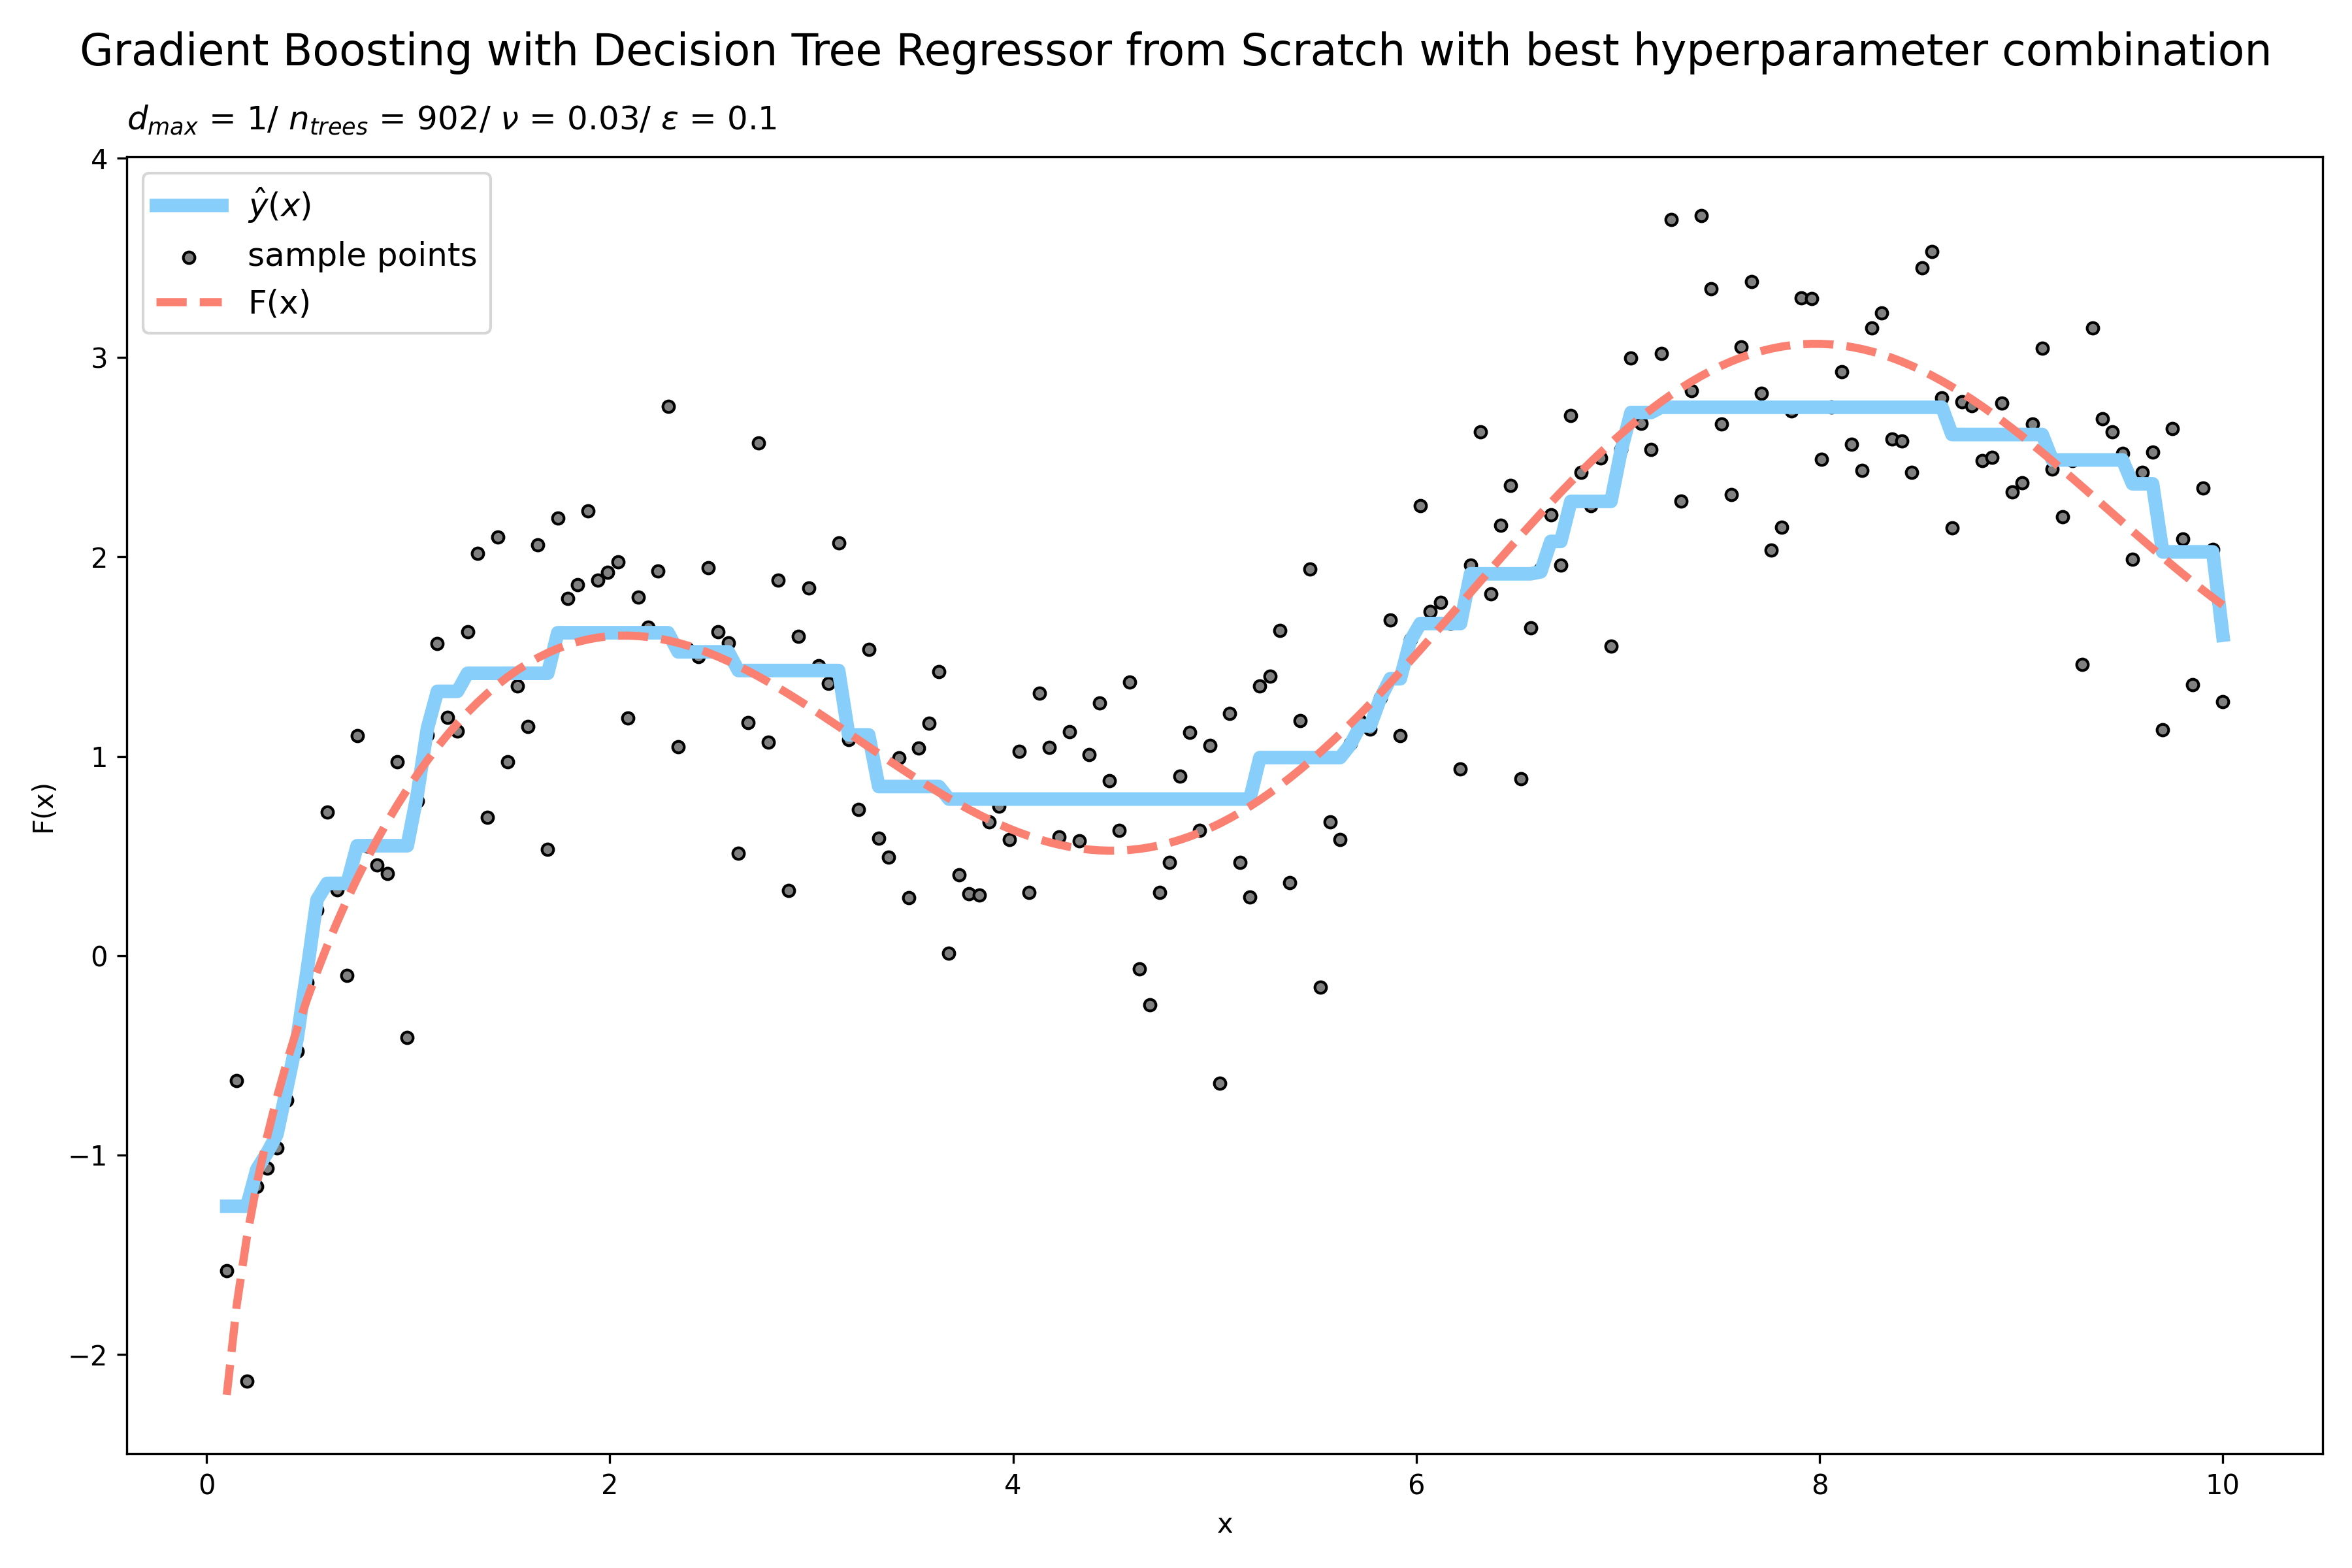 Gradient Boosting with Decision Tree Regressor from Scratch with best hyperparameter combination
d_max = 1/ n_trees = 902/ ν = 0.03/ ε = 0.1
4
3
2
1
0
−1
−2
F(x)
ŷ(x)
sample points
F(x)
0 2 4 6 8 10
x